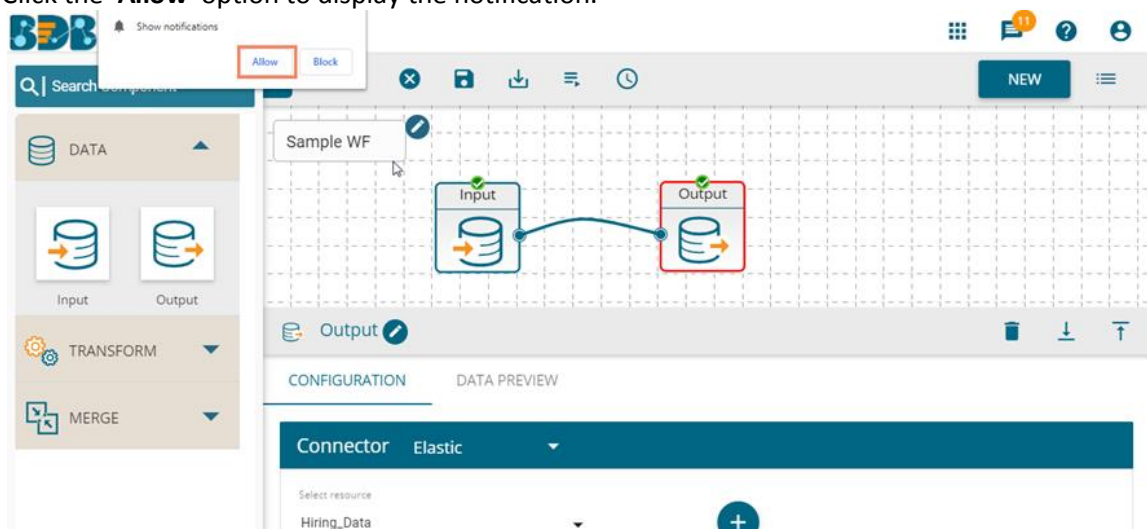 Click the 'Allow' option to display the notification.
BDB
Show notifications
Allow
Block
11
Search Component
NEW
DATA
Sample WF
Input
Output
Input
Output
Output
TRANSFORM
CONFIGURATION
DATA PREVIEW
MERGE
Connector
Elastic
Select resource
Hiring_Data